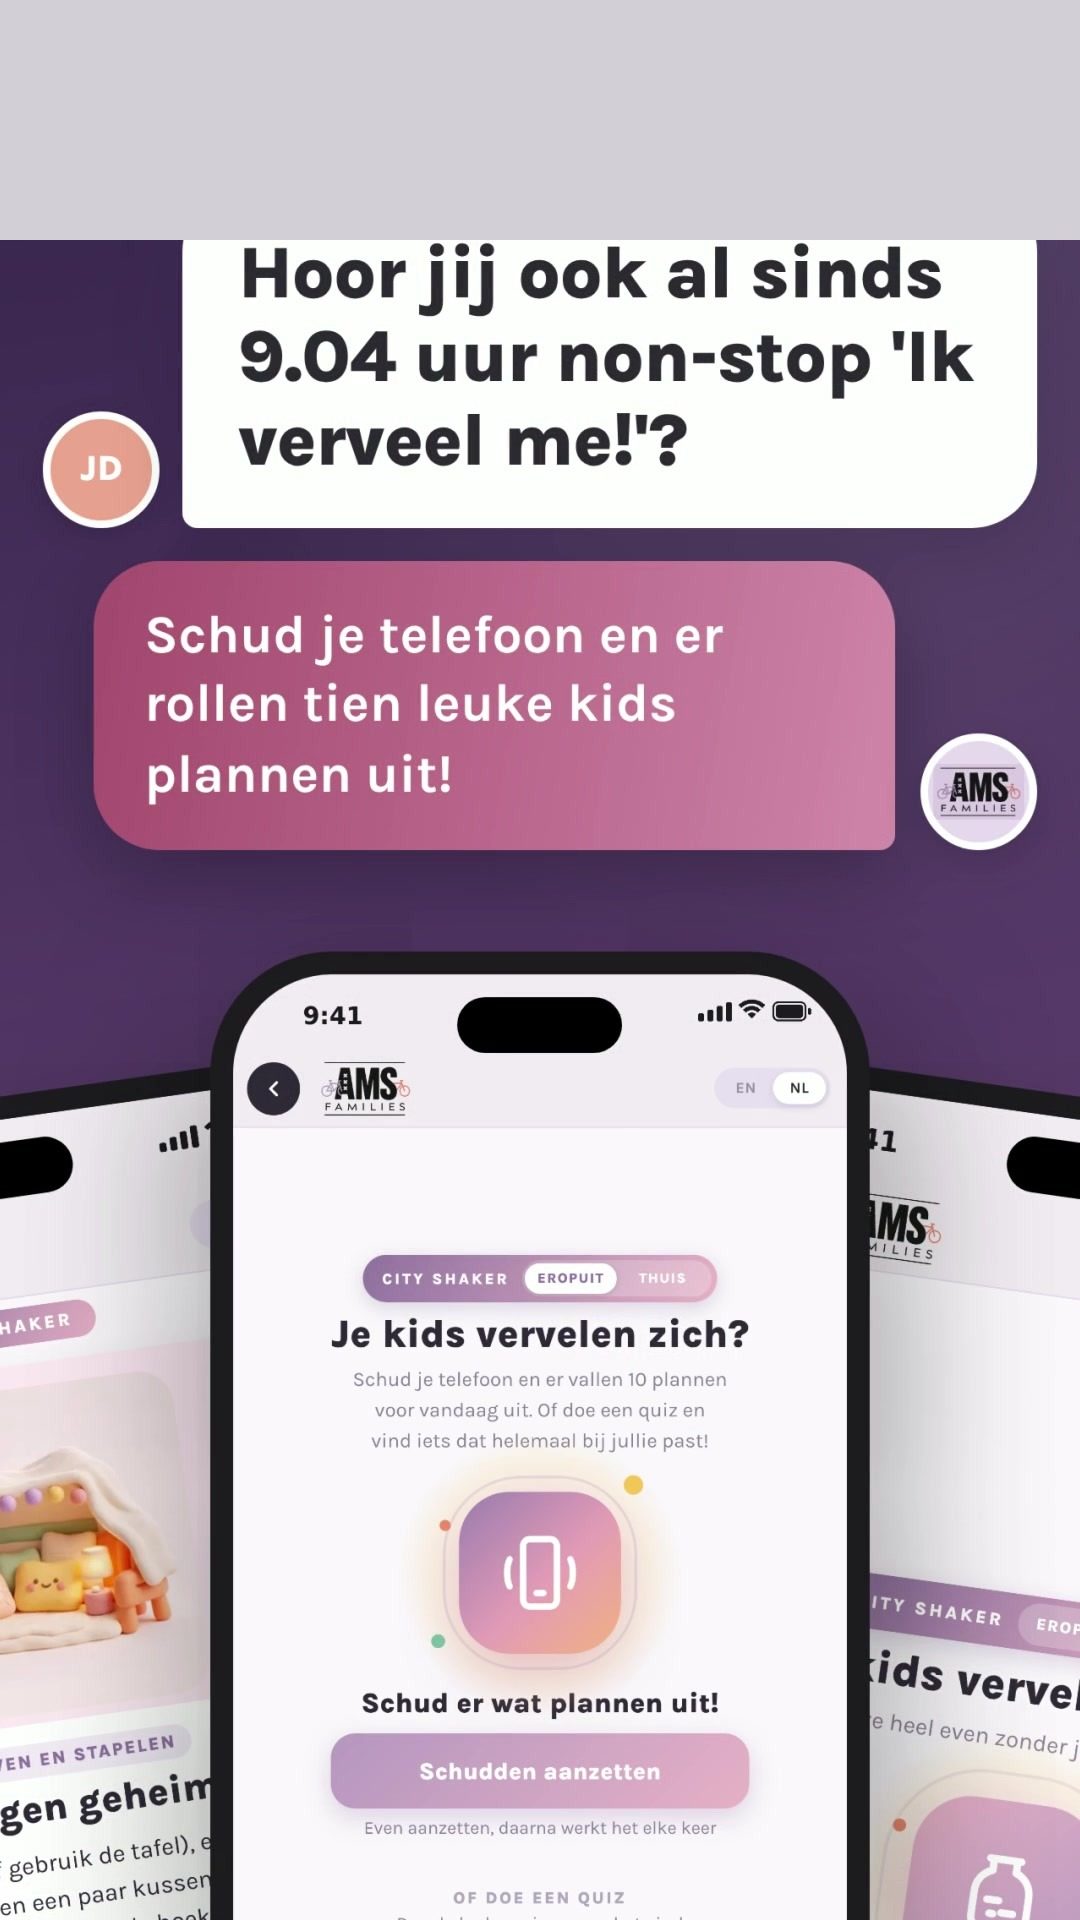 Hoor jij ook al sinds
9.04 uur non-stop 'Ik
verveel me!'?
JD
Schud je telefoon en er
rollen tien leuke kids
plannen uit!
AMS
FAMILIES
9:41
AMS
FAMILIES
EN NL
CITY SHAKER EROPUIT THUIS
Je kids vervelen zich?
Schud je telefoon en er vallen 10 plannen
voor vandaag uit. Of doe een quiz en
vind iets dat helemaal bij jullie past!
Schud er wat plannen uit!
Schudden aanzetten
Even aanzetten, daarna werkt het elke keer
OF DOE EEN QUIZ
HAKER
EN STAPELEN
gen geheim
gebruik de tafel), e
en een paar kussen
41
AMS
MILIES
ITY SHAKER EROP
kids vervel
e heel even zonder j